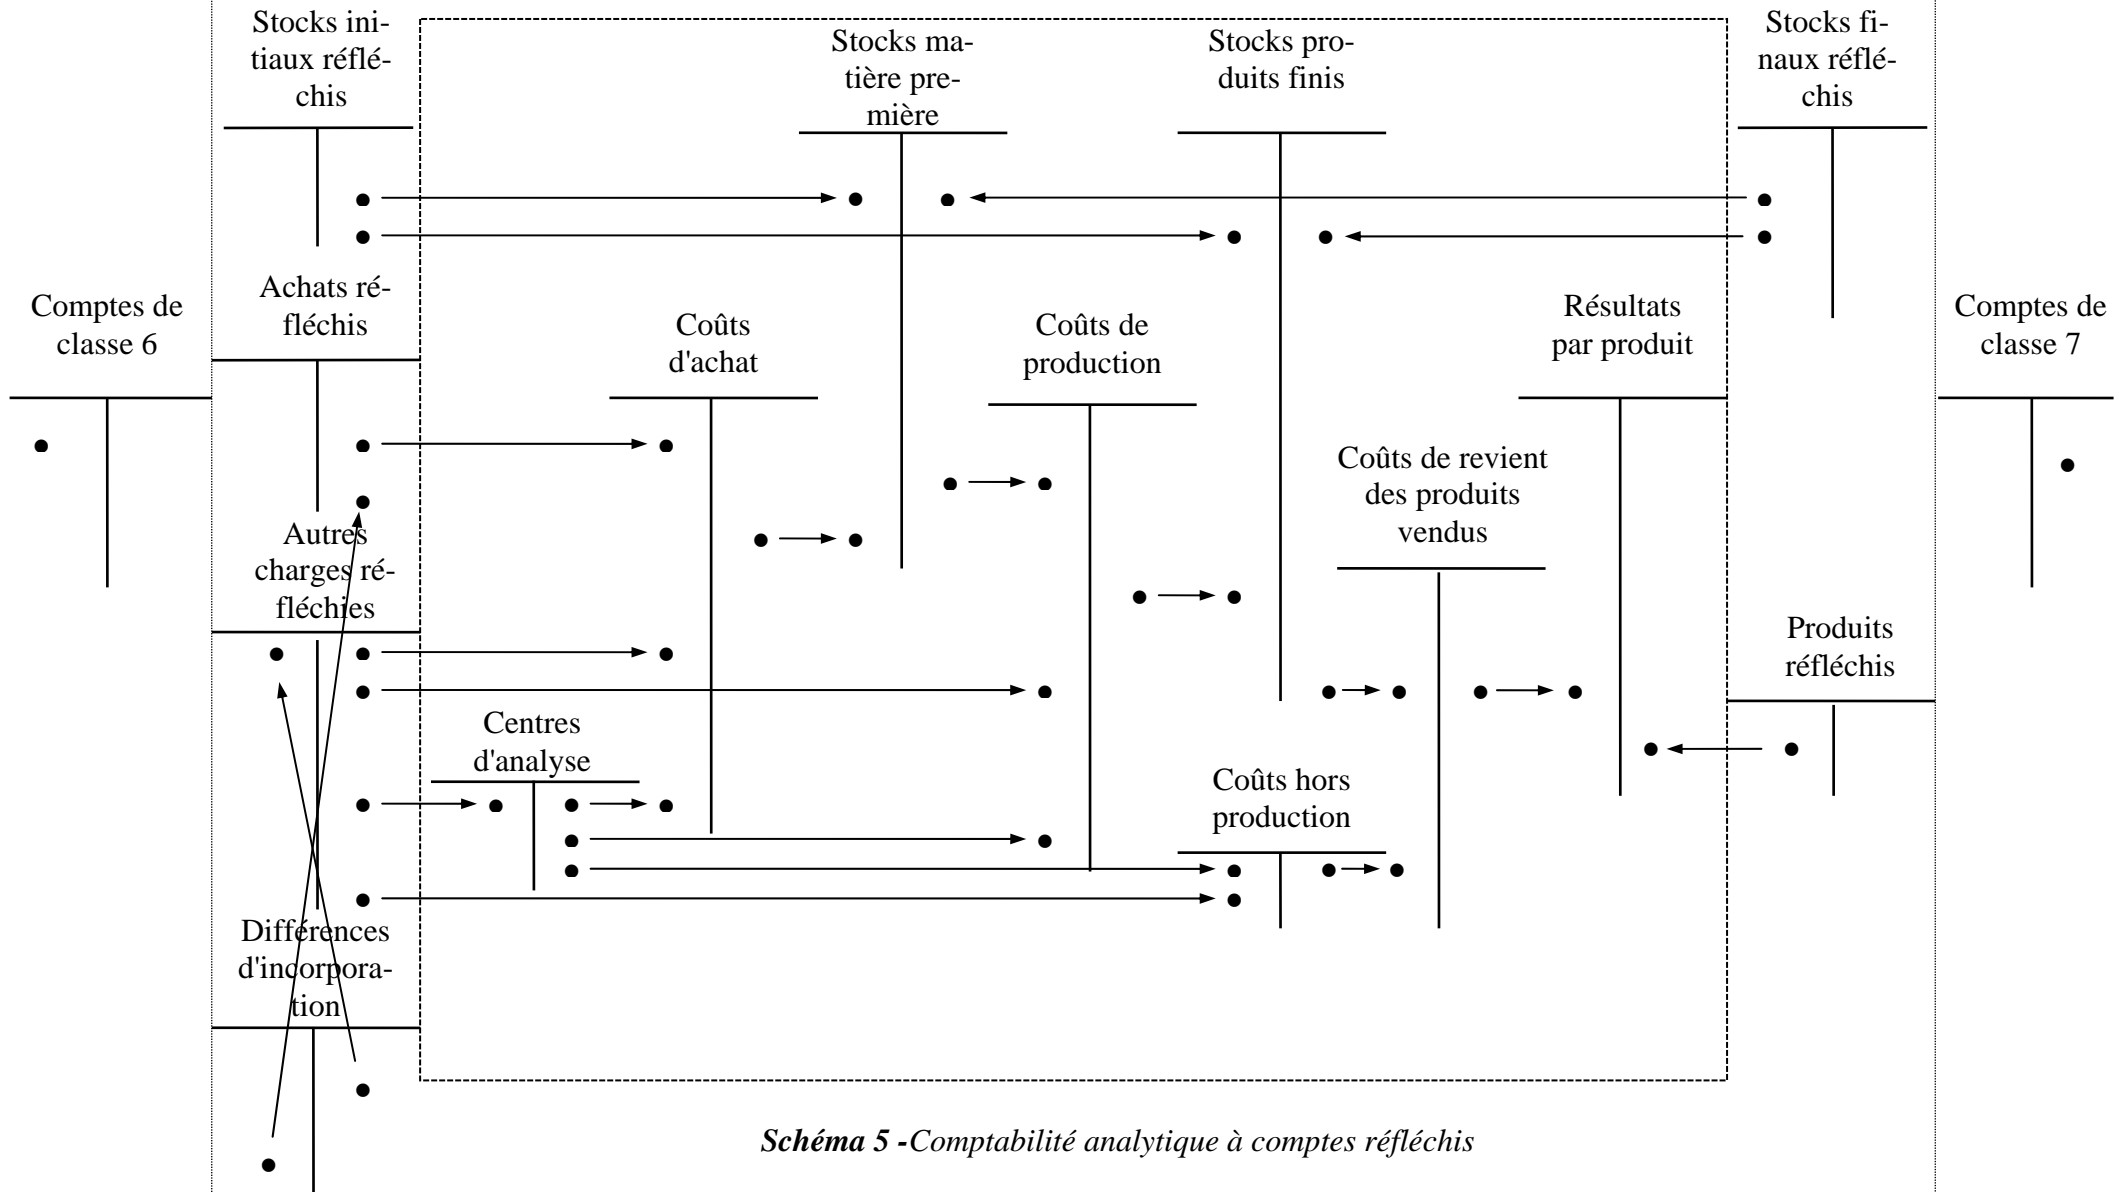 Stocks ini-
tiaux réflé-
chis
Stocks ma-
tière pre-
mière
Stocks pro-
duits finis
Stocks fi-
naux réflé-
chis
Comptes de
classe 6
Achats ré-
fléchis
Coûts
d'achat
Coûts de
production
Résultats
par produit
Comptes de
classe 7
Coûts de revient
des produits
vendus
Autres
charges ré-
fléchies
Produits
réfléchis
Centres
d'analyse
Coûts hors
production
Différences
d'incorpora-
tion
Schéma 5 -Comptabilité analytique à comptes réfléchis